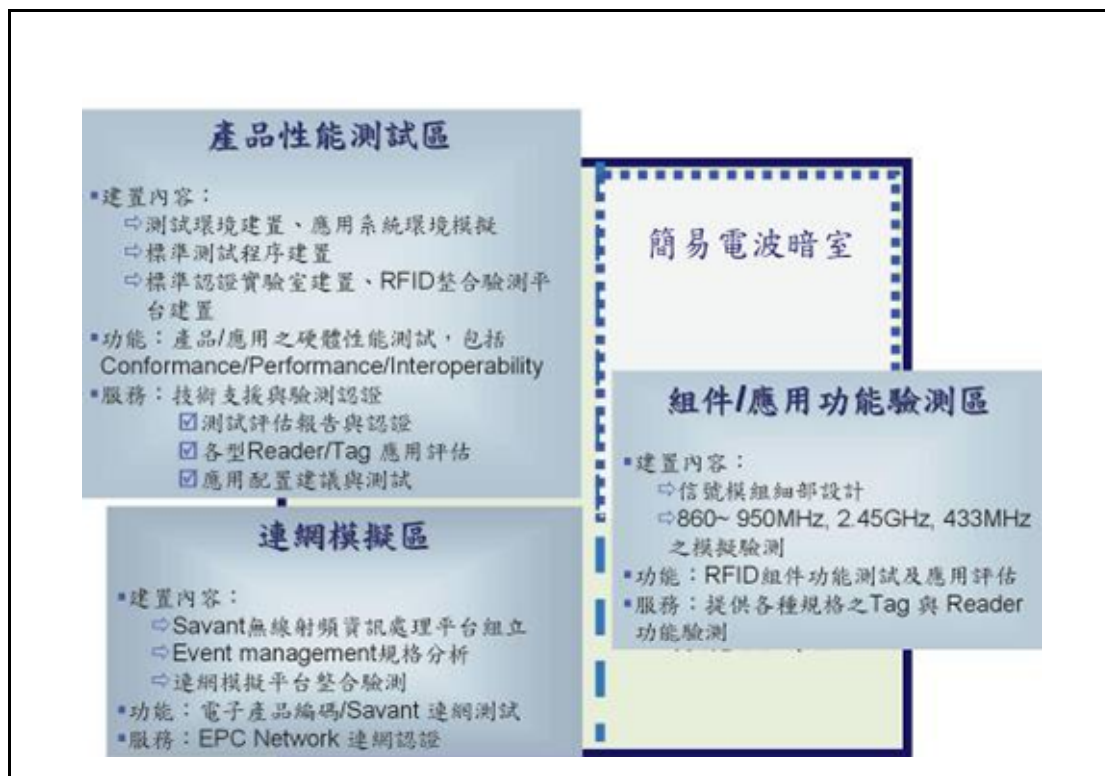 產品性能測試區
▪建置內容：
⇨測試環境建置、應用系統環境模擬
⇨標準測試程序建置
⇨標準認證實驗室建置、RFID整合驗測平
台建置
▪功能：產品/應用之硬體性能測試，包括
Conformance/Performance/Interoperability
▪服務：技術支援與驗測認證
☑測試評估報告與認證
☑各型Reader/Tag 應用評估
☑應用配置建議與測試
連網模擬區
▪建置內容：
⇨Savant無線射頻資訊處理平台組立
⇨Event management規格分析
⇨連網模擬平台整合驗測
▪功能：電子產品編碼/Savant 連網測試
▪服務：EPC Network 連網認證
簡易電波暗室
組件/應用功能驗測區
▪建置內容：
⇨信號模組細部設計
⇨860~ 950MHz, 2.45GHz, 433MHz
之模擬驗測
▪功能：RFID組件功能測試及應用評估
▪服務：提供各種規格之Tag 與 Reader
功能驗測